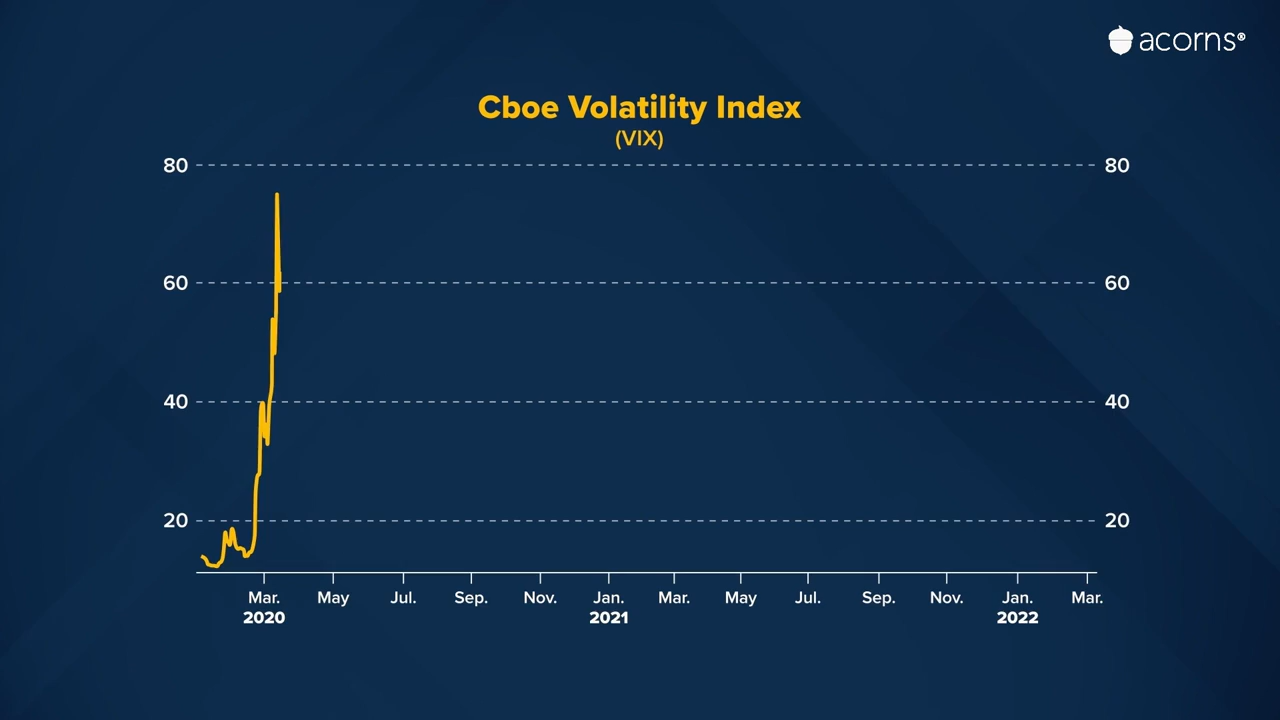 acorns®
Cboe Volatility Index
(VIX)
80 80
60 60
40 40
20 20
Mar. May Jul. Sep. Nov. Jan. Mar. May Jul. Sep. Nov. Jan. Mar.
2020 2021 2022